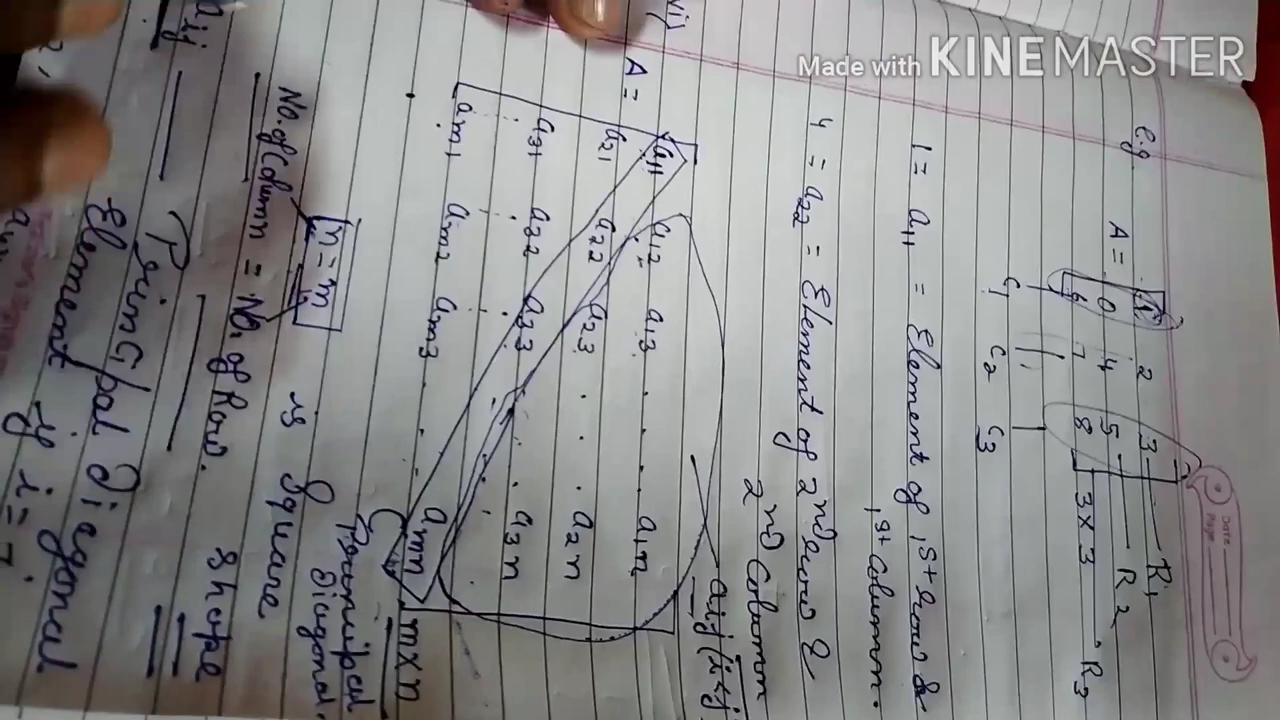 Made with KINEMASTER
Date
Page
e.g.
1 2 3 — R1
A = 0 4 5 — R2
6 7 8 3 x 3 — R3
C1 C2 C3
1 = a11 = Element of 1st row &
1st column.
4 = a22 = Element of 2nd row &
2nd Column
aij (i+j
a11 a12 a13 . . . a1n
A = a21 a22 a23 . . . a2n
a31 a32 a33 . . . a3n
am1 am2 am3 . . . amn m x n
Diagonal.
n = m is Square
No. of Column = No. of Row. Shape
aij — Principal Diagonal
Element if i = j